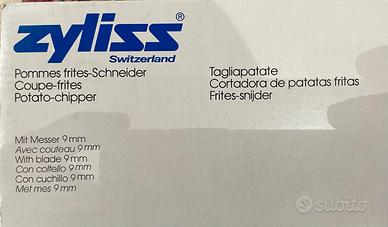 zyliss®
Switzerland
Pommes frites-Schneider
Coupe-frites
Potato-chipper
Tagliapatate
Cortadora de patatas fritas
Frites-snijder
Mit Messer 9 mm
Avec couteau 9 mm
With blade 9 mm
Con coltello 9 mm
Con cuchillo 9 mm
Met mes 9 mm
subito